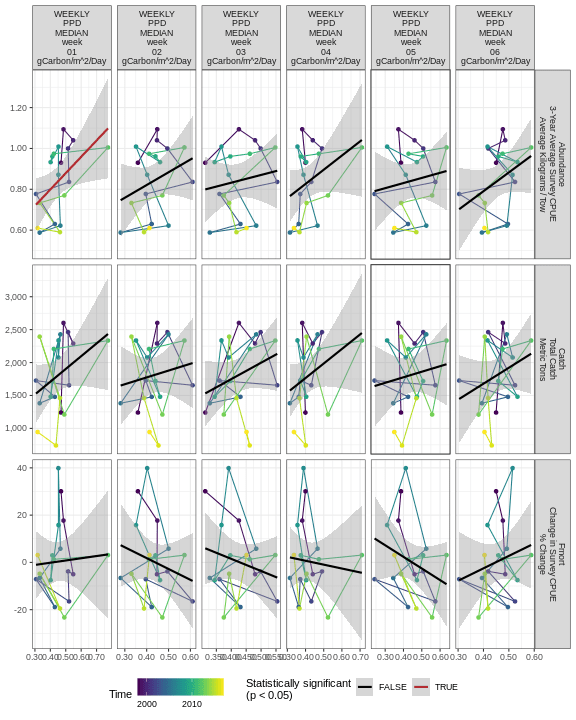 WEEKLY WEEKLY WEEKLY WEEKLY WEEKLY WEEKLY
PPD PPD PPD PPD PPD PPD
MEDIAN MEDIAN MEDIAN MEDIAN MEDIAN MEDIAN
week week week week week week
01 02 03 04 05 06
gCarbon/m^2/Day gCarbon/m^2/Day gCarbon/m^2/Day gCarbon/m^2/Day gCarbon/m^2/Day gCarbon/m^2/Day
1.20
1.00
0.80
0.60
Abundance
3-Year Average Survey CPUE
Average Kilograms / Tow
3,000
2,500
2,000
1,500
1,000
Catch
Total Catch
Metric Tons
40
20
0
-20
Fmort
Change in Survey CPUE
% Change
0.30 0.40 0.50 0.60 0.70 0.30 0.40 0.50 0.60 0.40 0.50 0.60 0.70 0.30 0.40 0.50 0.60 0.30 0.40 0.50 0.60
Time
2000 2010
Statistically significant
(p < 0.05)
FALSE TRUE